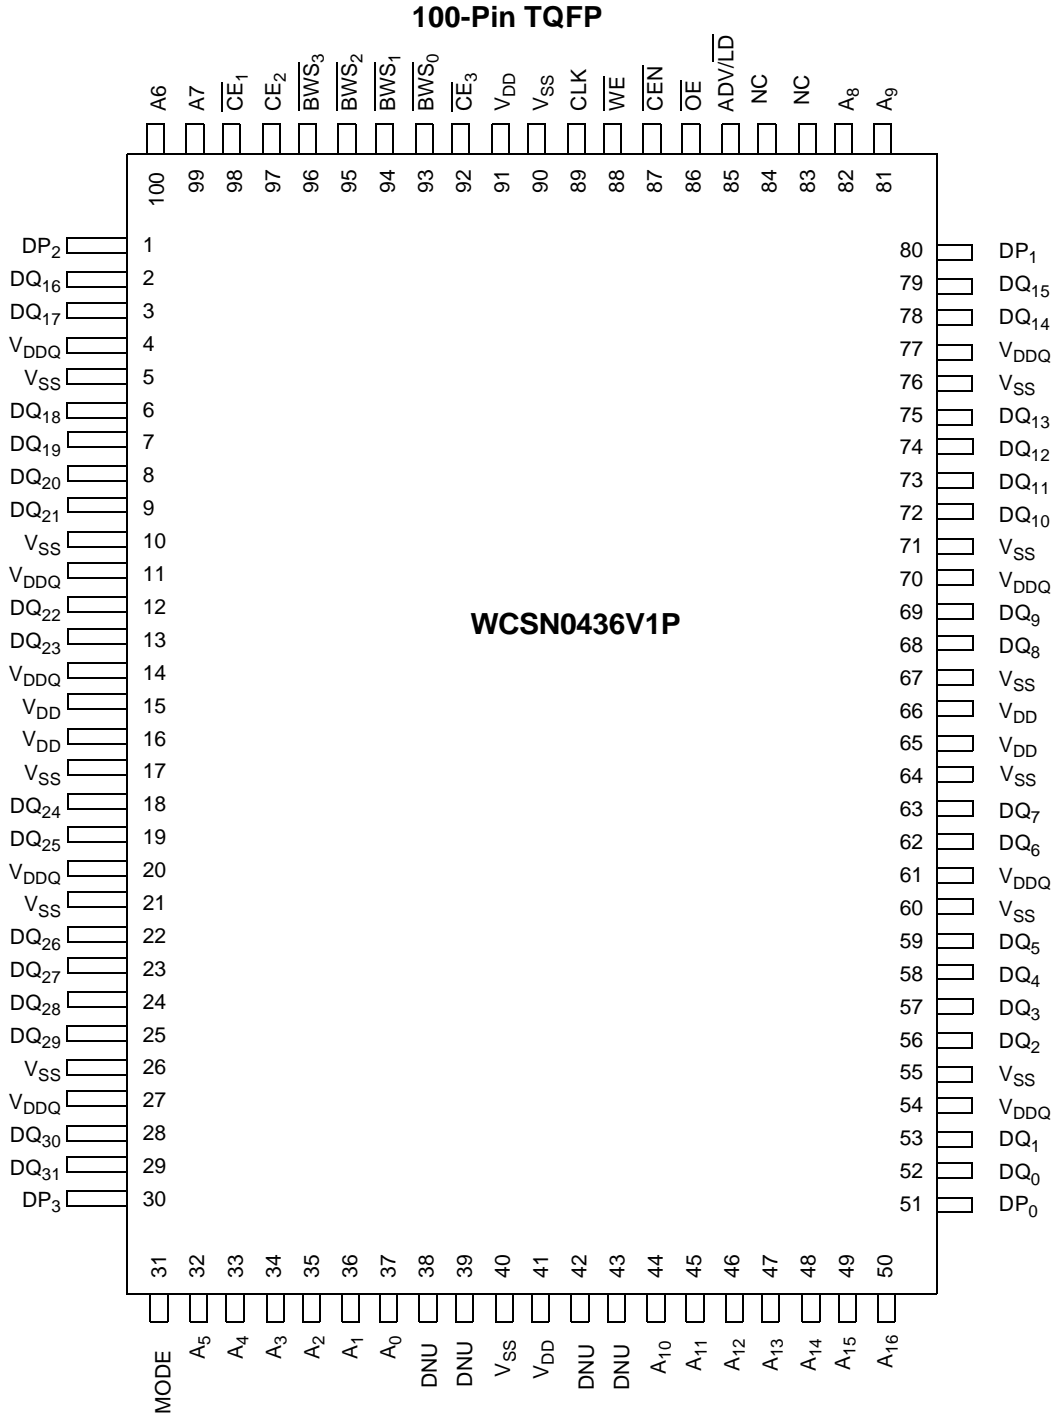 100-Pin TQFP
A6 A7 CE1 CE2 BWS3 BWS2 BWS1 BWS0 CE3 VDD VSS CLK WE CEN OE ADV/LD NC NC A8 A9
100 99 98 97 96 95 94 93 92 91 90 89 88 87 86 85 84 83 82 81
DP2 1 80 DP1
DQ16 2 79 DQ15
DQ17 3 78 DQ14
VDDQ 4 77 VDDQ
VSS 5 76 VSS
DQ18 6 75 DQ13
DQ19 7 74 DQ12
DQ20 8 73 DQ11
DQ21 9 72 DQ10
VSS 10 71 VSS
VDDQ 11 70 VDDQ
DQ22 12 69 DQ9
WCSN0436V1P
DQ23 13 68 DQ8
VDDQ 14 67 VSS
VDD 15 66 VDD
VDD 16 65 VDD
VSS 17 64 VSS
DQ24 18 63 DQ7
DQ25 19 62 DQ6
VDDQ 20 61 VDDQ
VSS 21 60 VSS
DQ26 22 59 DQ5
DQ27 23 58 DQ4
DQ28 24 57 DQ3
DQ29 25 56 DQ2
VSS 26 55 VSS
VDDQ 27 54 VDDQ
DQ30 28 53 DQ1
DQ31 29 52 DQ0
DP3 30 51 DP0
31 32 33 34 35 36 37 38 39 40 41 42 43 44 45 46 47 48 49 50
MODE A5 A4 A3 A2 A1 A0 DNU DNU VSS VDD DNU DNU A10 A11 A12 A13 A14 A15 A16